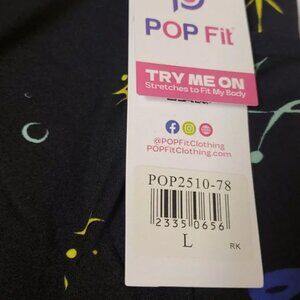 POP Fit
TRY ME ON
Stretches to Fit My Body
@POPFitClothing
POPFitClothing.com
POP2510-78
2335 0656
L
RK